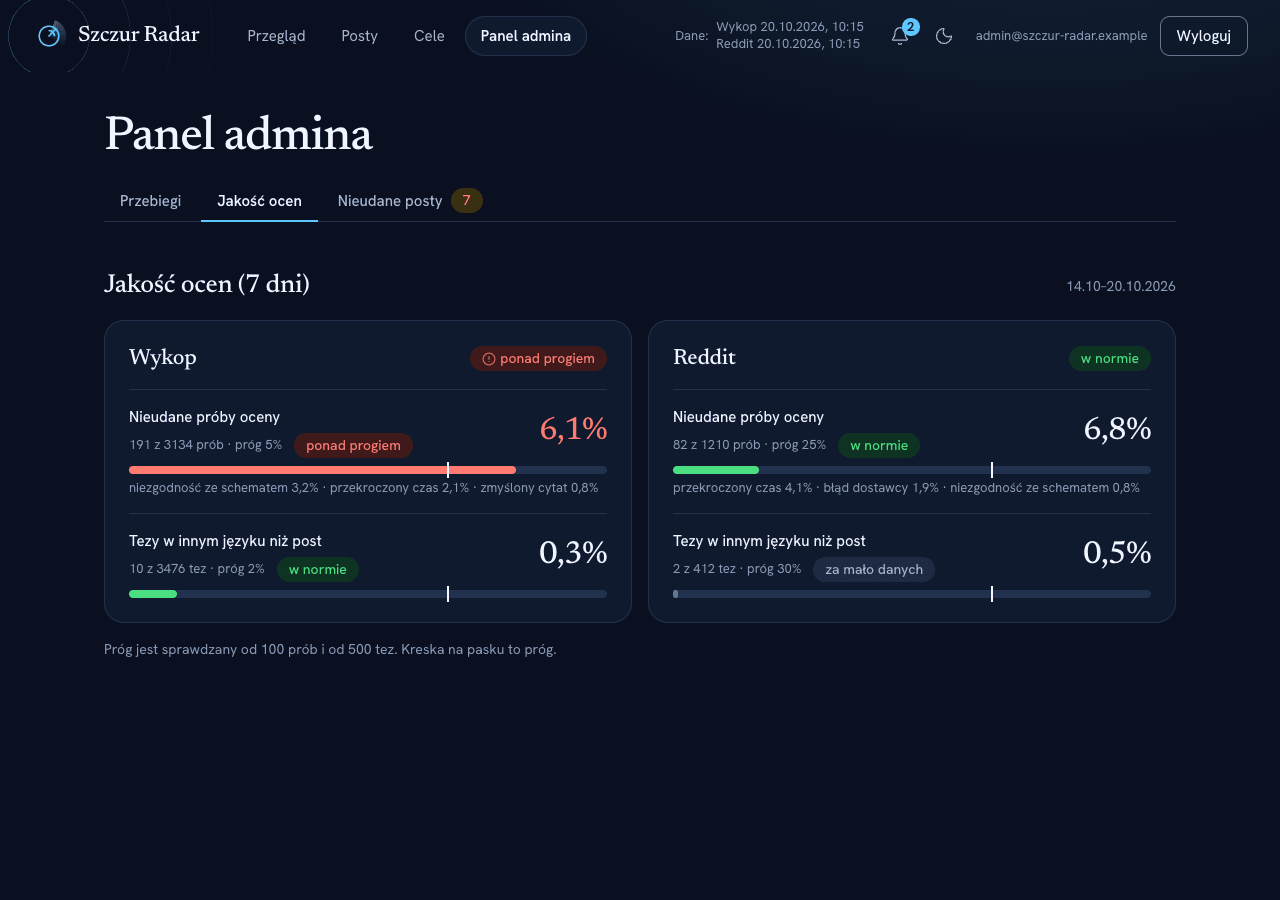 Szczur Radar
Przegląd
Posty
Cele
Panel admina
Dane:
Wykop 20.10.2026, 10:15
Reddit 20.10.2026, 10:15
2
admin@szczur-radar.example
Wyloguj
Panel admina
Przebiegi
Jakość ocen
Nieudane posty 7
Jakość ocen (7 dni)
14.10–20.10.2026
Wykop
ponad progiem
Nieudane próby oceny
6,1%
191 z 3134 prób · próg 5% ponad progiem
niezgodność ze schematem 3,2% · przekroczony czas 2,1% · zmyślony cytat 0,8%
Tezy w innym języku niż post
0,3%
10 z 3476 tez · próg 2% w normie
Reddit
w normie
Nieudane próby oceny
6,8%
82 z 1210 prób · próg 25% w normie
przekroczony czas 4,1% · błąd dostawcy 1,9% · niezgodność ze schematem 0,8%
Tezy w innym języku niż post
0,5%
2 z 412 tez · próg 30% za mało danych
Próg jest sprawdzany od 100 prób i od 500 tez. Kreska na pasku to próg.